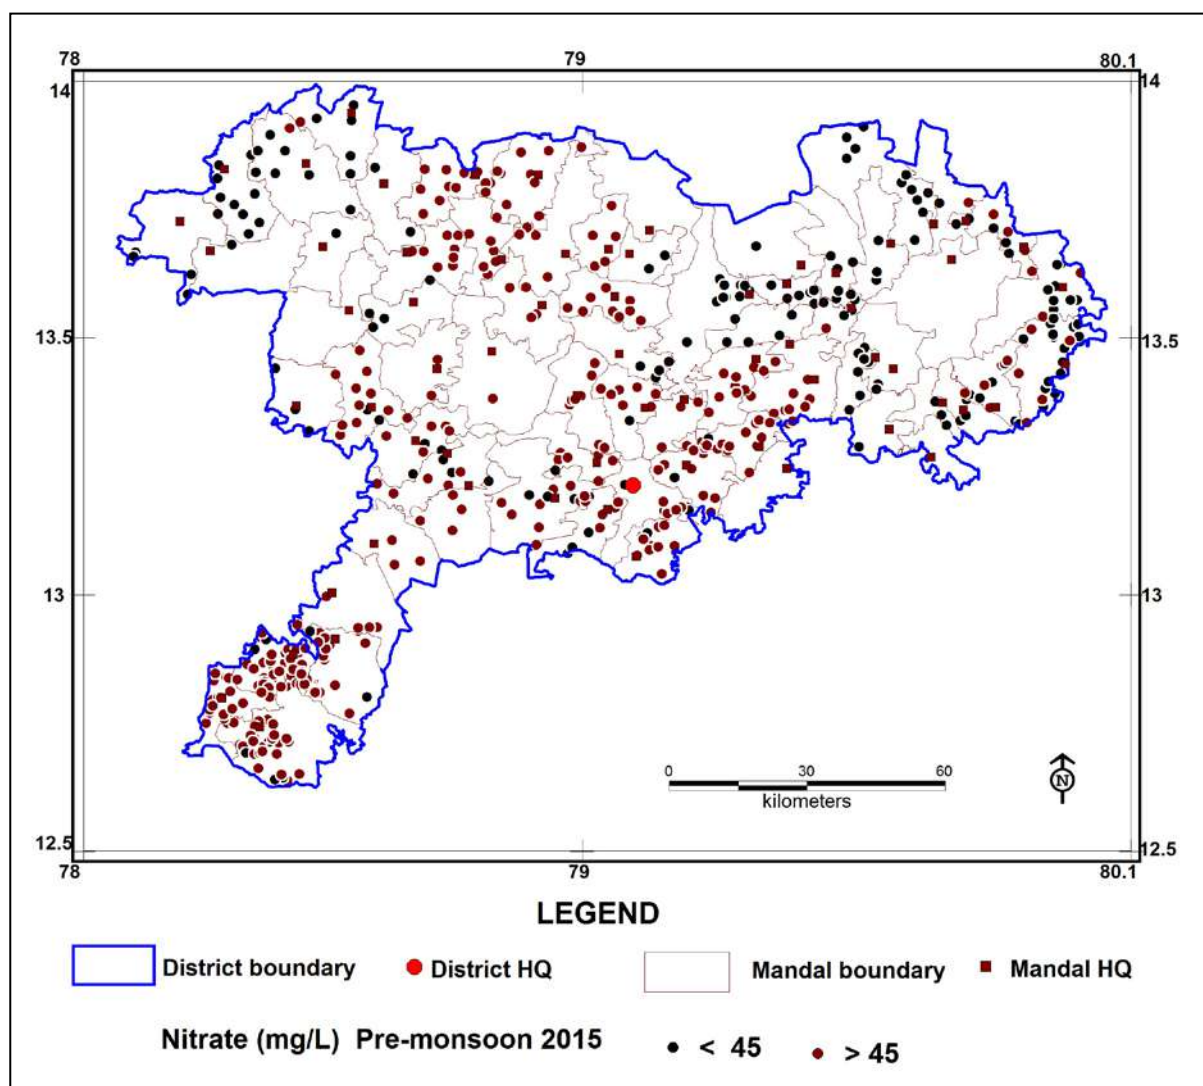 78 79 80.1
14 14
13.5 13.5
13 13
12.5 12.5
78 79 80.1
0 30 60
kilometers
N
LEGEND
District boundary District HQ Mandal boundary Mandal HQ
Nitrate (mg/L) Pre-monsoon 2015 < 45 > 45